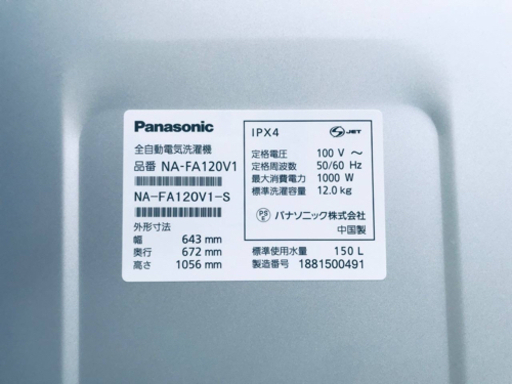 Panasonic
全自動電気洗濯機
品番 NA-FA120V1
NA-FA120V1-S
外形寸法
幅 643 mm
奥行 672 mm
高さ 1056 mm
IPX4
JET
定格電圧 100 V ～
定格周波数 50/60 Hz
最大消費電力 1000 W
標準洗濯容量 12.0 kg
PS E パナソニック株式会社
中国製
標準使用水量 150 L
製造番号 1881500491